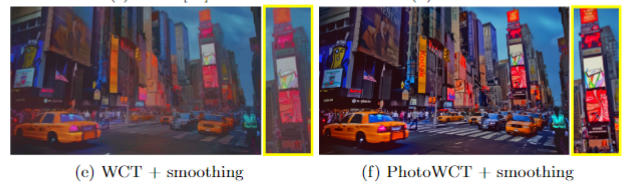 (e) WCT + smoothing
(f) PhotoWCT + smoothing